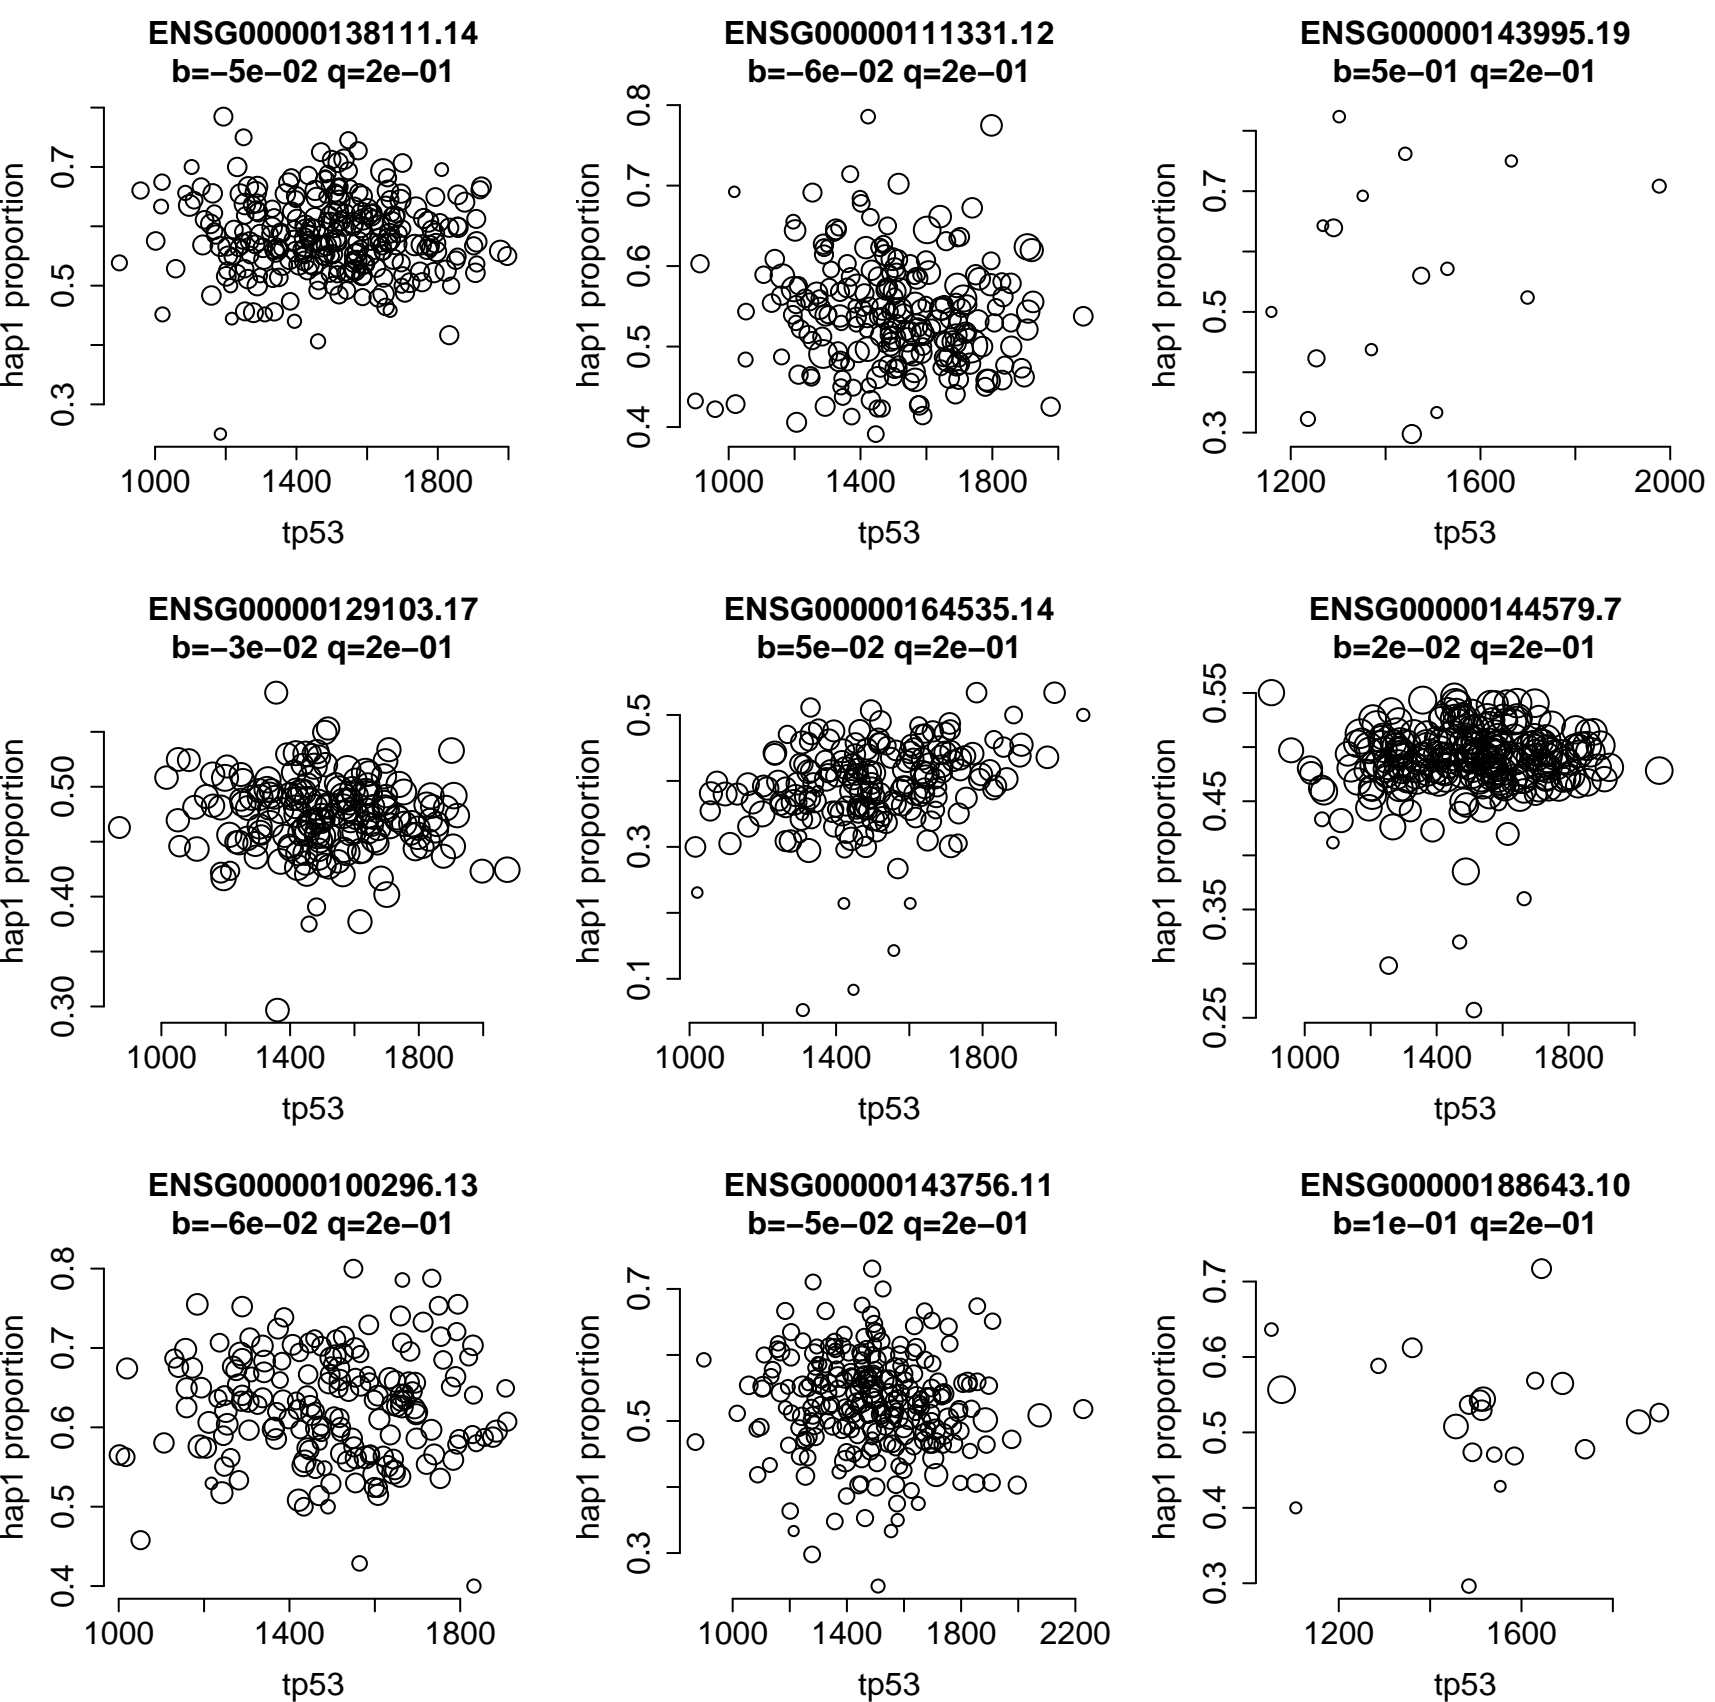 ENSG00000138111.14
b=−5e−02 q=2e−01
hap1 proportion
0.3 0.5 0.7
1000 1400 1800
tp53
ENSG00000111331.12
b=−6e−02 q=2e−01
hap1 proportion
0.4 0.5 0.6 0.7 0.8
1000 1400 1800
tp53
ENSG00000143995.19
b=5e−01 q=2e−01
hap1 proportion
0.3 0.5 0.7
1200 1600 2000
tp53
ENSG00000129103.17
b=−3e−02 q=2e−01
hap1 proportion
0.30 0.40 0.50
1000 1400 1800
tp53
ENSG00000164535.14
b=5e−02 q=2e−01
hap1 proportion
0.1 0.3 0.5
1000 1400 1800
tp53
ENSG00000144579.7
b=2e−02 q=2e−01
hap1 proportion
0.25 0.35 0.45 0.55
1000 1400 1800
tp53
ENSG00000100296.13
b=−6e−02 q=2e−01
hap1 proportion
0.4 0.5 0.6 0.7 0.8
1000 1400 1800
tp53
ENSG00000143756.11
b=−5e−02 q=2e−01
hap1 proportion
0.3 0.5 0.7
1000 1400 1800 2200
tp53
ENSG00000188643.10
b=1e−01 q=2e−01
hap1 proportion
0.3 0.4 0.5 0.6 0.7
1200 1600
tp53